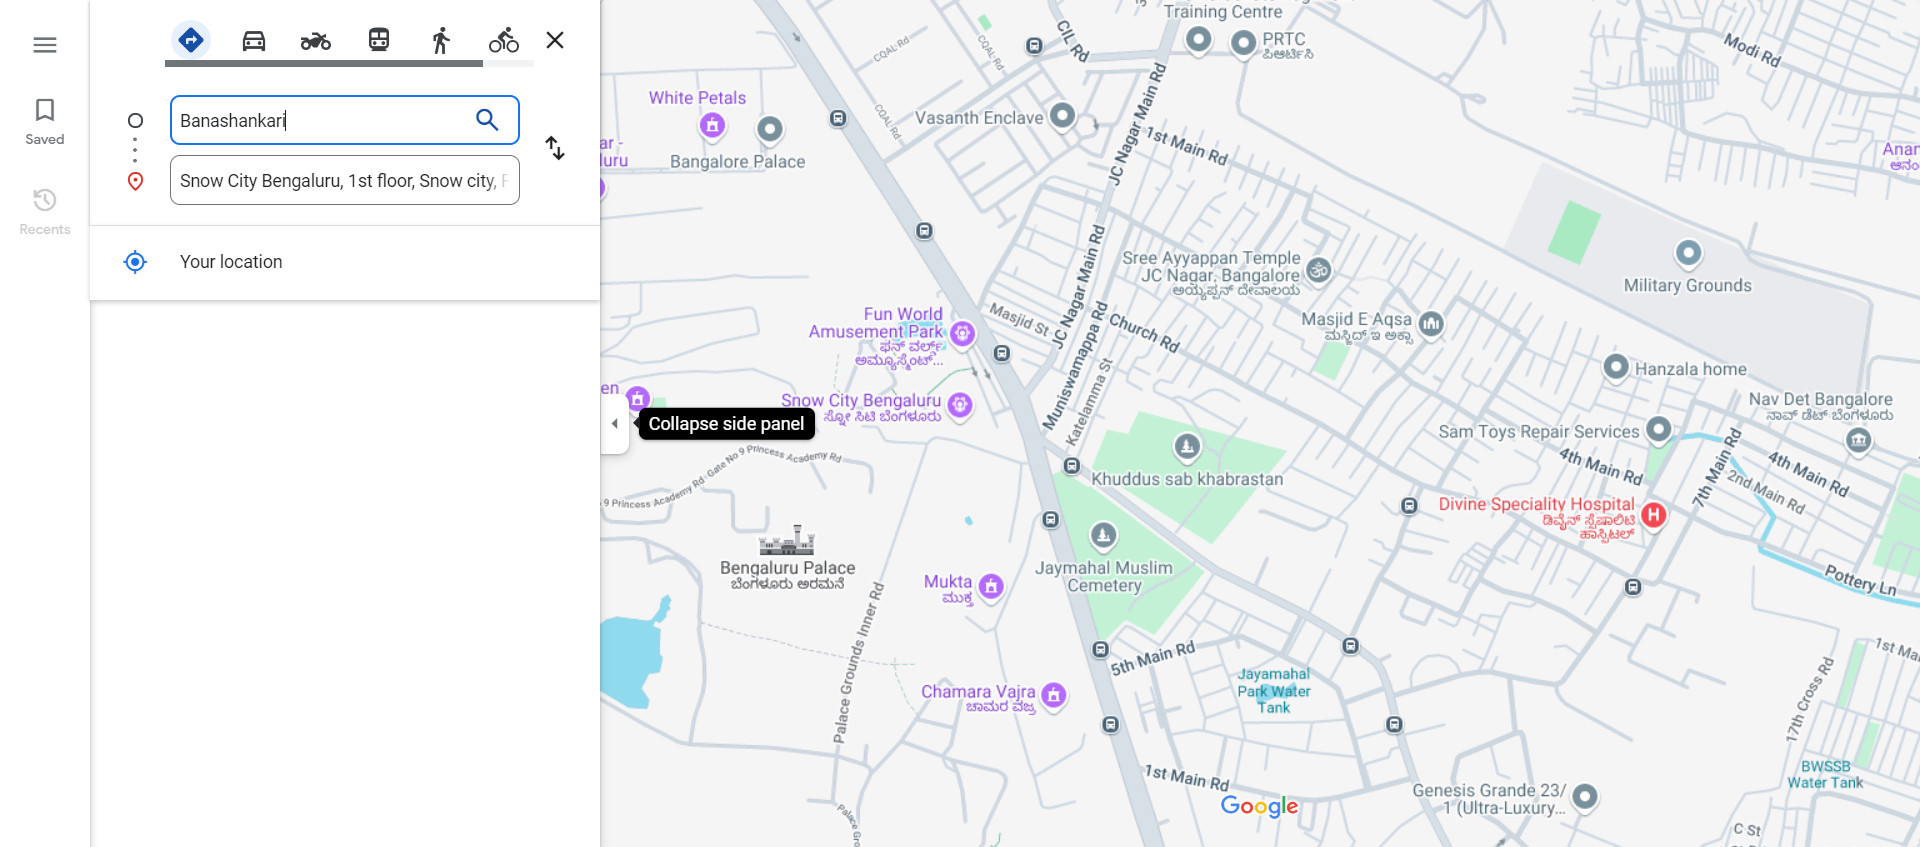 Saved
Recents
Banashankari
Snow City Bengaluru, 1st floor, Snow city,
Your location
Collapse side panel
Training Centre
PRTC
ಪಿಆರ್ಟಿಸಿ
Modi Rd
CIL Rd
CQAL Rd
CQAL Rd
CQAL Rd
White Petals
Bangalore Palace
Vasanth Enclave
JC Nagar Main Rd
1st Main Rd
Sree Ayyappan Temple
JC Nagar, Bangalore
ಅಯ್ಯಪ್ಪನ್ ದೇವಾಲಯ
Military Grounds
Fun World
Amusement Park
ಫನ್ ವರ್ಲ್ಡ್
ಅಮ್ಯೂಸ್ಮೆಂಟ್...
Masjid St
JC Nagar Main Rd
Muniswamappa Rd
Church Rd
Katelamma St
Masjid E Aqsa
ಮಸ್ಜಿದ್ ಇ ಅಕ್ಸಾ
Hanzala home
Nav Det Bangalore
ನಾವ್ ಡೆಟ್ ಬೆಂಗಳೂರು
Snow City Bengaluru
ಸ್ನೋ ಸಿಟಿ ಬೆಂಗಳೂರು
Sam Toys Repair Services
4th Main Rd
7th Main Rd
4th Main Rd
2nd Main Rd
Khuddus sab khabrastan
Gate No 9 Princess Academy Rd
9 Princess Academy Rd
Divine Speciality Hospital
ಡಿವೈನ್ ಸ್ಪೆಷಾಲಿಟಿ
ಹಾಸ್ಪಿಟಲ್
Bengaluru Palace
ಬೆಂಗಳೂರು ಅರಮನೆ
Jaymahal Muslim
Cemetery
Mukta
ಮುಕ್ತ
Pottery Ln
Palace Grounds Inner Rd
5th Main Rd
Jayamahal
Park Water
Tank
Chamara Vajra
ಚಾಮರ ವಜ್ರ
17th Cross Rd
1st Ma
1st Main Rd
BWSSB
Water Tank
Genesis Grande 23/
1 (Ultra-Luxury...
Google
C St